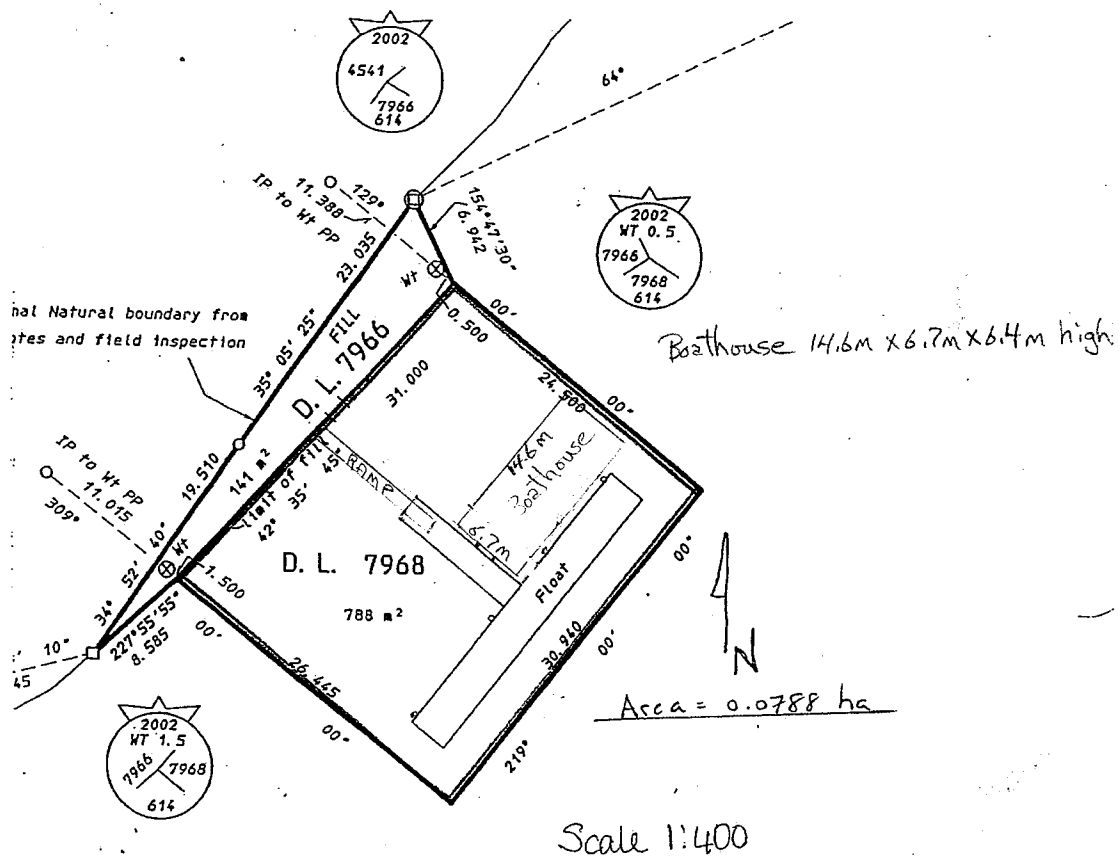 2002
4541
7966
614
64°
129°
IP to Wt PP
11.388
23.035
154°47'30"
6.942
2002
WT 0.5
7966
7968
614
Wt
00'
0.500
nal Natural boundary from
otes and field inspection
35° 05' 25"
FILL
D. L. 7966
31.000
Boathouse 14.6m X 6.7m X 6.4m high
24.500
00"
14.6m
Boathouse
RAMP
6.7m
IP to Wt PP
11.015
309°
19.510
141 m²
Limit of fill
42° 35' 45"
34° 52' 40"
Wt
1.500
D. L. 7968
788 m²
Float
00"
227°55'55"
8.585
10"
45
00'
26.445
00"
30.940
00'
219°
N
Area = 0.0788 ha
2002
WT 1.5
7966
7968
614
Scale 1:400